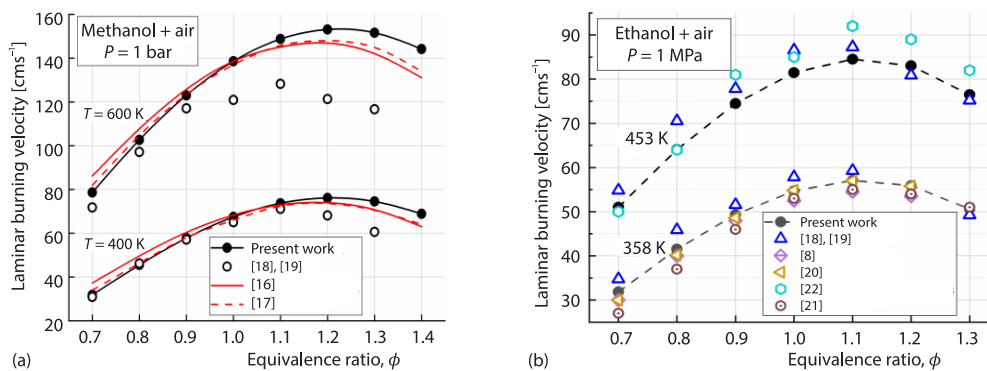 Laminar burning velocity [cms⁻¹]
160
140
120
100
80
60
40
20
Methanol + air
P = 1 bar
T = 600 K
T = 400 K
Present work
[18], [19]
[16]
[17]
0.7 0.8 0.9 1.0 1.1 1.2 1.3 1.4
(a) Equivalence ratio, ϕ
Laminar burning velocity [cms⁻¹]
90
80
70
60
50
40
30
Ethanol + air
P = 1 MPa
453 K
358 K
Present work
[18], [19]
[8]
[20]
[22]
[21]
0.7 0.8 0.9 1.0 1.1 1.2 1.3
(b) Equivalence ratio, ϕ